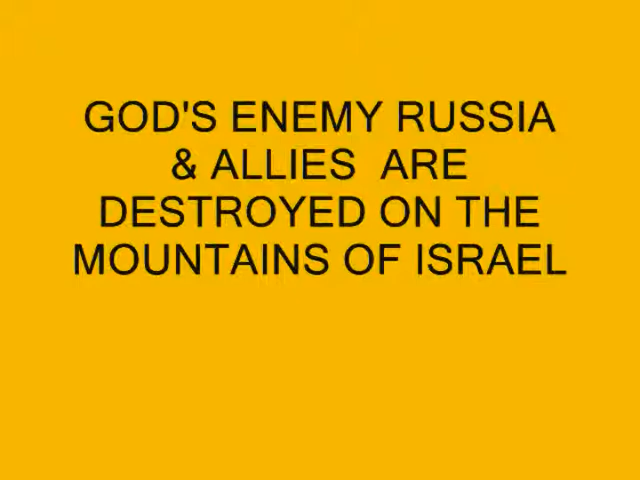 GOD'S ENEMY RUSSIA
& ALLIES  ARE
DESTROYED ON THE
MOUNTAINS OF ISRAEL